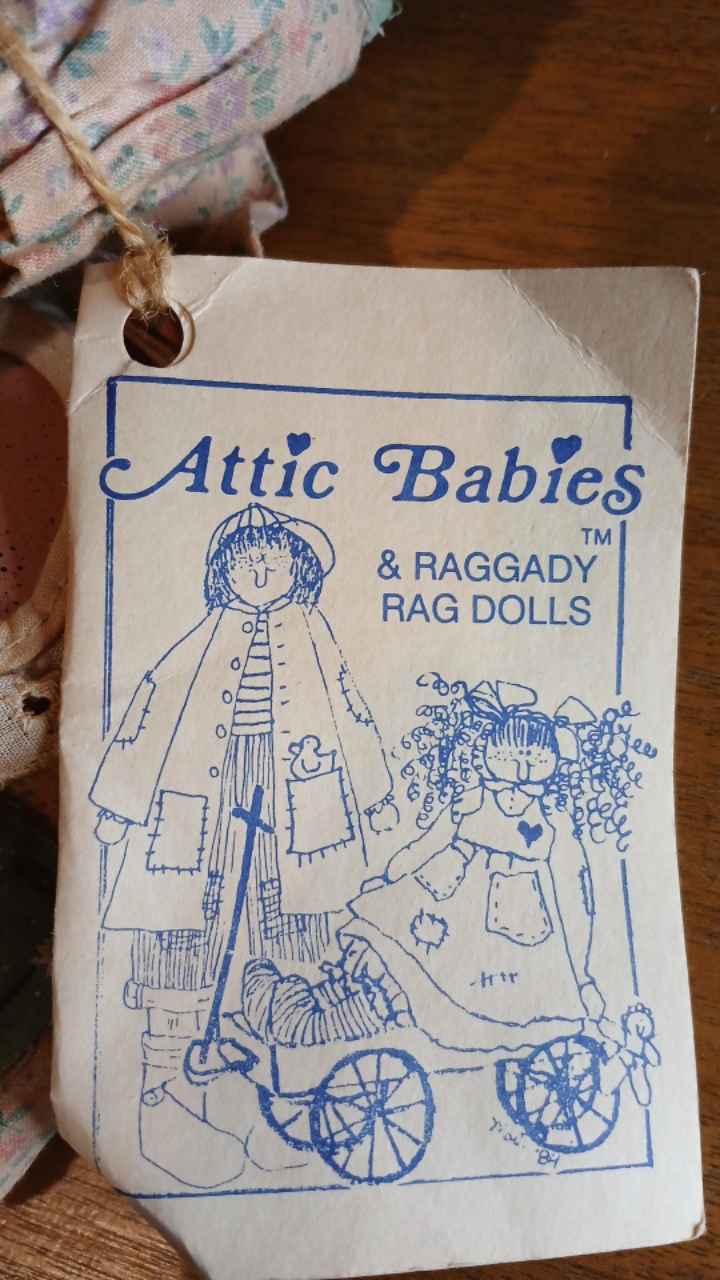 Attic Babies
TM
& RAGGADY
RAG DOLLS
'84